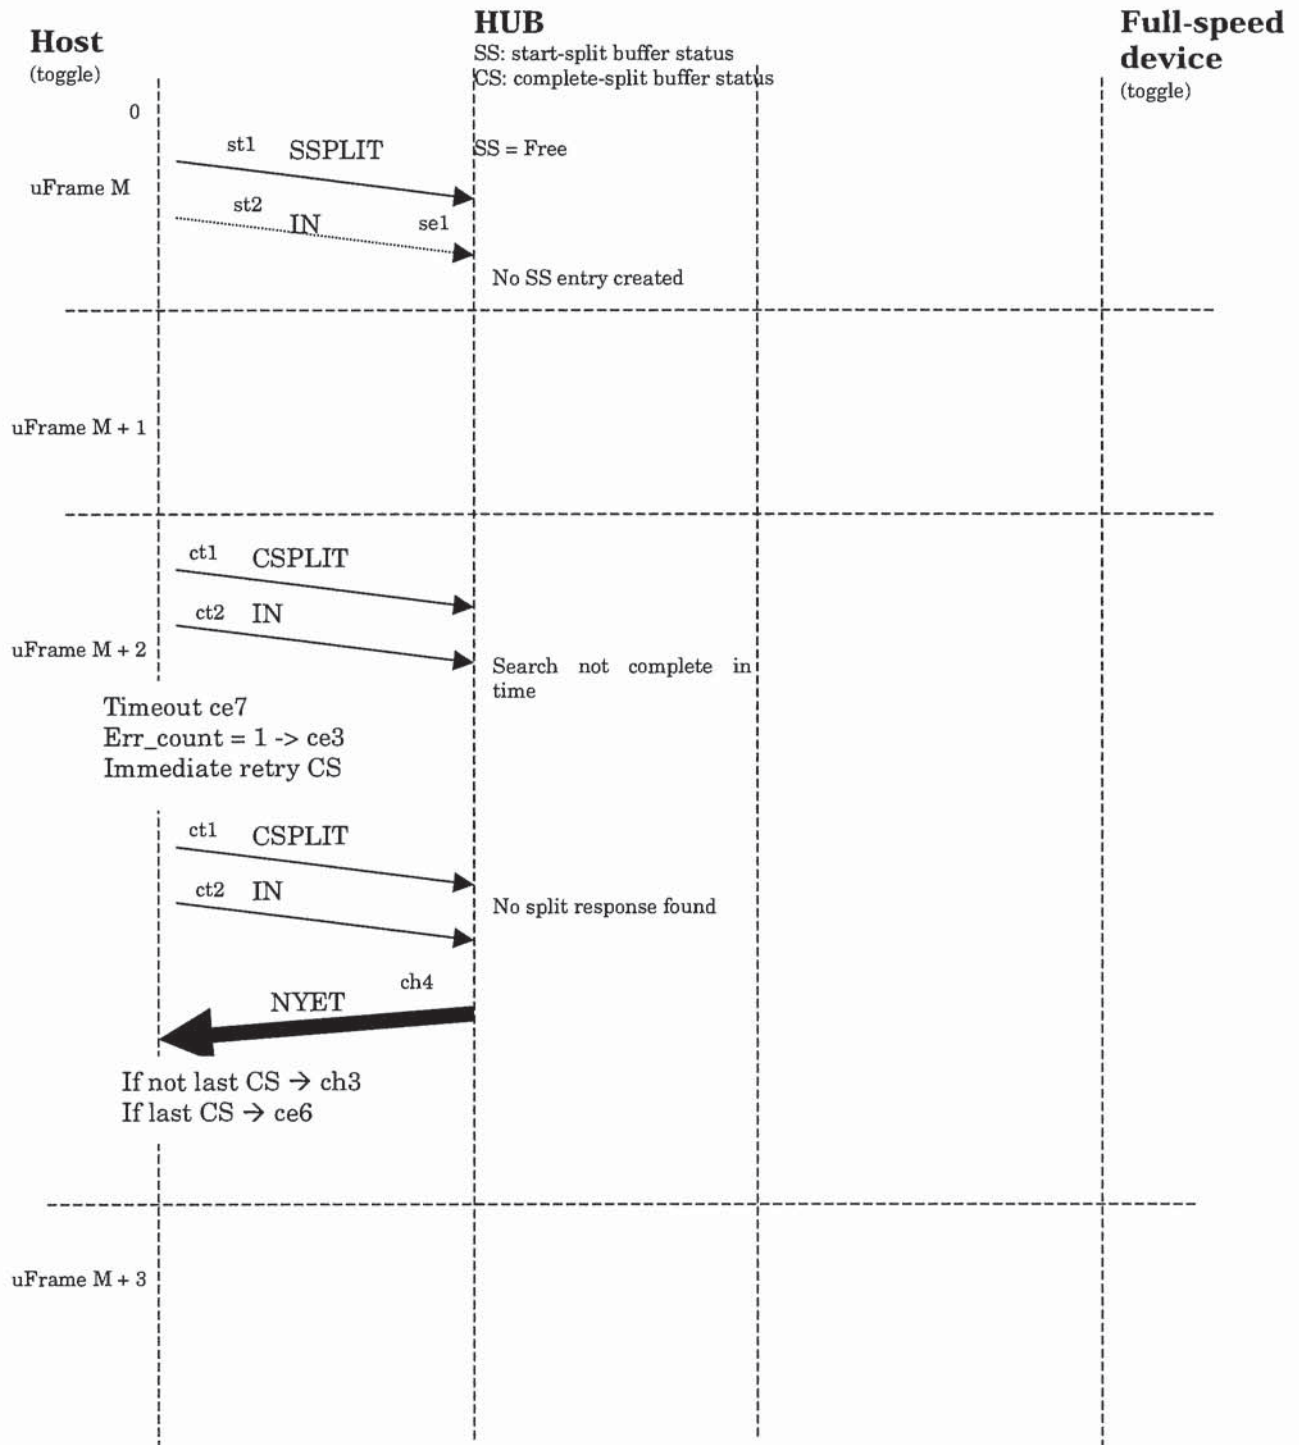 Host
(toggle)
HUB
SS: start-split buffer status
CS: complete-split buffer status
Full-speed
device
(toggle)
0
st1 SSPLIT
SS = Free
uFrame M
st2 IN se1
No SS entry created
uFrame M + 1
ct1 CSPLIT
ct2 IN
uFrame M + 2
Search not complete in
time
Timeout ce7
Err_count = 1 -> ce3
Immediate retry CS
ct1 CSPLIT
ct2 IN
No split response found
ch4
NYET
If not last CS → ch3
If last CS → ce6
uFrame M + 3